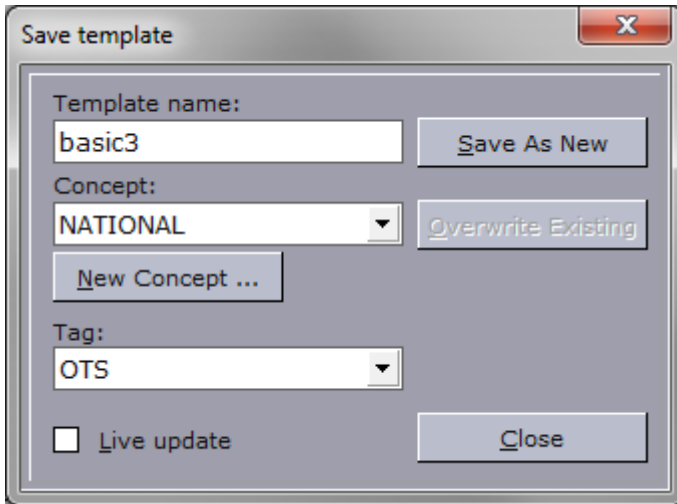 Save template
Template name:
basic3
Save As New
Concept:
NATIONAL
Overwrite Existing
New Concept ...
Tag:
OTS
Live update
Close